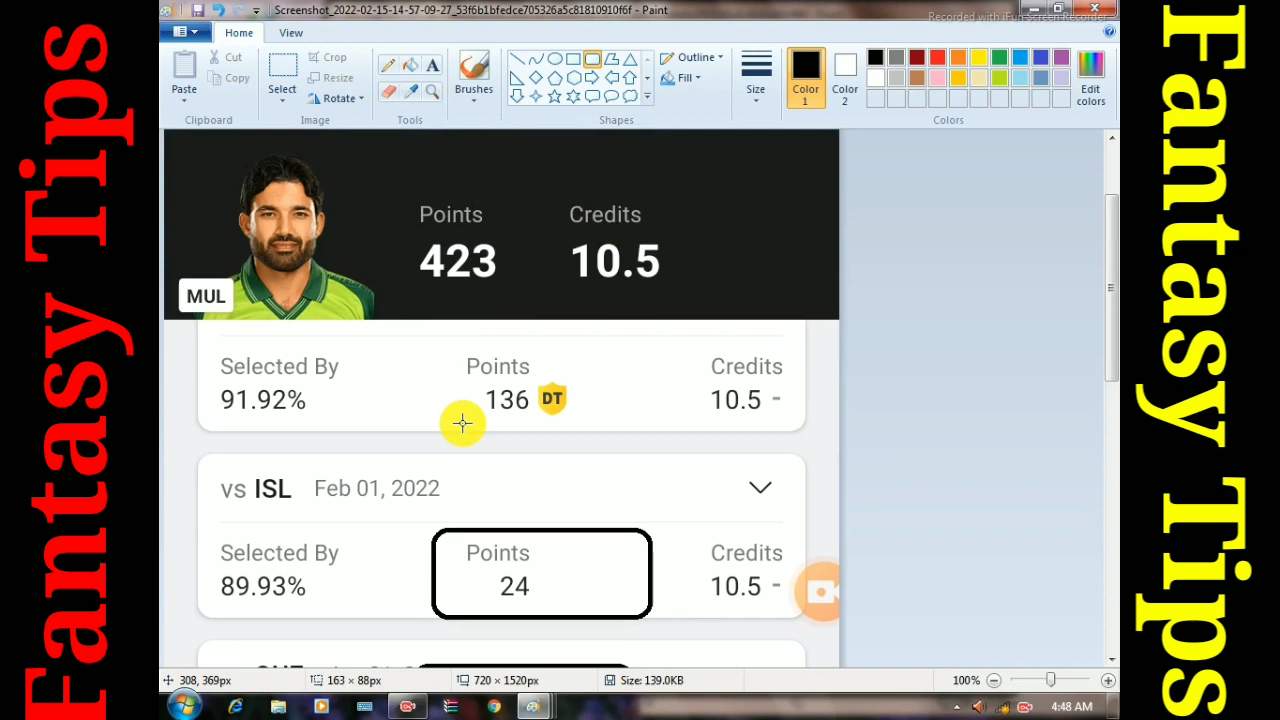 Fantasy Tips
Screenshot_2022-02-15-14-57-09-27_53f6b1bfedce705326a5c81810910f6f - Paint
Recorded with iFun Screen Recorder
Home View
Paste
Cut
Copy
Clipboard
Select
Crop
Resize
Rotate
Image
A
Tools
Brushes
Outline
Fill
Shapes
Size
Color 1
Color 2
Edit colors
Colors
Points Credits
423 10.5
MUL
Selected By Points Credits
91.92% 136 DT 10.5 -
vs ISL Feb 01, 2022
Selected By Points Credits
89.93% 24 10.5 -
308, 369px 163 × 88px 720 × 1520px Size: 139.0KB 100%
4:48 AM
Fantasy Tips